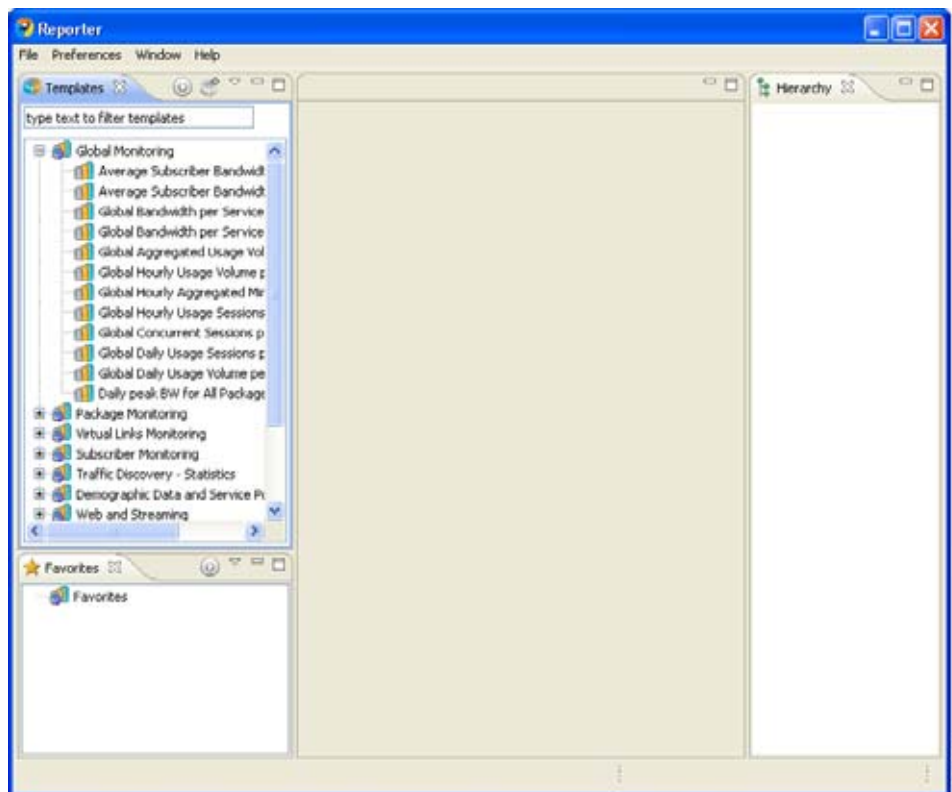 Reporter
File Preferences Window Help
Templates
Hierarchy
type text to filter templates
Global Monitoring
Average Subscriber Bandwidt
Average Subscriber Bandwidt
Global Bandwidth per Service
Global Bandwidth per Service
Global Aggregated Usage Vol
Global Hourly Usage Volume p
Global Hourly Aggregated Mir
Global Hourly Usage Sessions
Global Concurrent Sessions p
Global Daily Usage Sessions p
Global Daily Usage Volume pe
Daily peak BW for All Package
Package Monitoring
Virtual Links Monitoring
Subscriber Monitoring
Traffic Discovery - Statistics
Demographic Data and Service Po
Web and Streaming
Favorites
Favorites